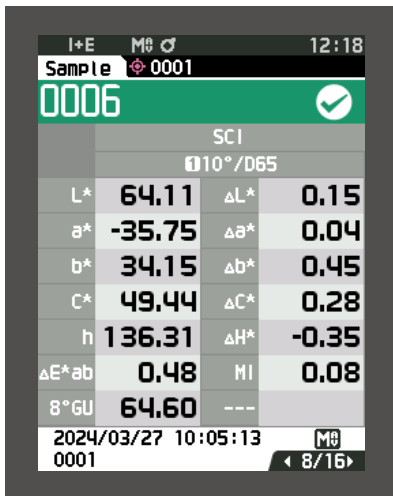 I+E M 12:18
Sample 0001
0006
SCI
1 10°/D65
L* 64.11 ΔL* 0.15
a* -35.75 Δa* 0.04
b* 34.15 Δb* 0.45
C* 49.44 ΔC* 0.28
h 136.31 ΔH* -0.35
ΔE*ab 0.48 MI 0.08
8°GU 64.60 ---
2024/03/27 10:05:13 M
0001 8/16